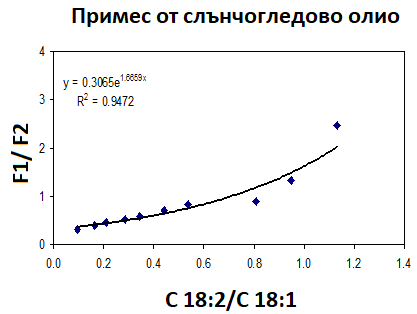 Примес от слънчогледово олио
4
y = 0.3065e^1.6659x
R² = 0.9472
3
2
1
0
F1/ F2
0.0 0.2 0.4 0.6 0.8 1.0 1.2 1.4
C 18:2/C 18:1